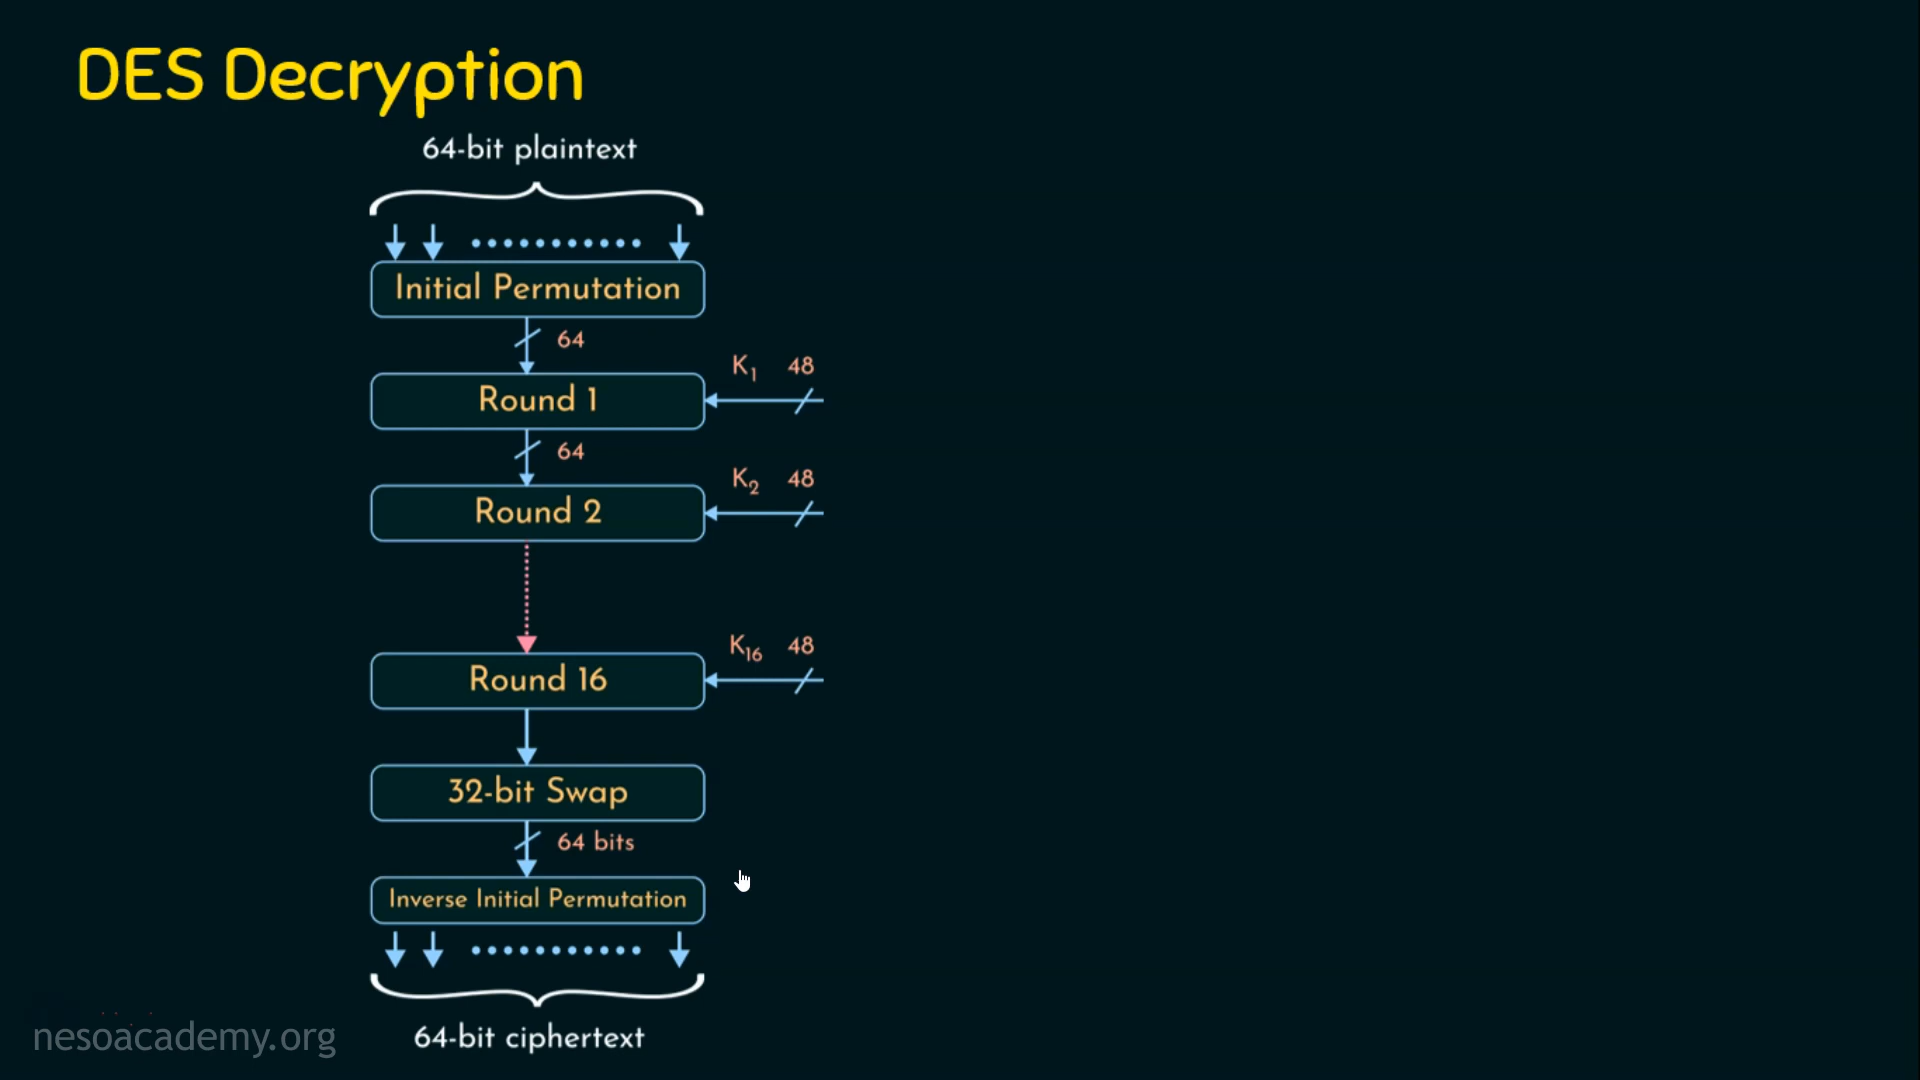 DES Decryption
64-bit plaintext
Initial Permutation
64
K1 48
Round 1
64
K2 48
Round 2
K16 48
Round 16
32-bit Swap
64 bits
Inverse Initial Permutation
64-bit ciphertext
nesoacademy.org